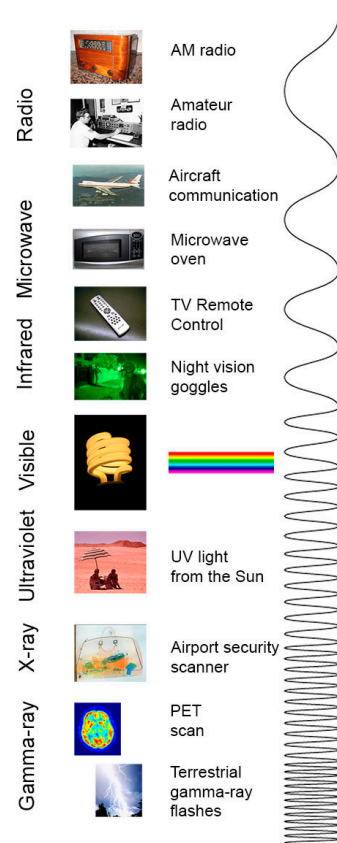 Radio
AM radio
Amateur
radio
Aircraft
communication
Microwave
Microwave
oven
Infrared
TV Remote
Control
Night vision
goggles
Visible
Ultraviolet
UV light
from the Sun
X-ray
Airport security
scanner
Gamma-ray
PET
scan
Terrestrial
gamma-ray
flashes